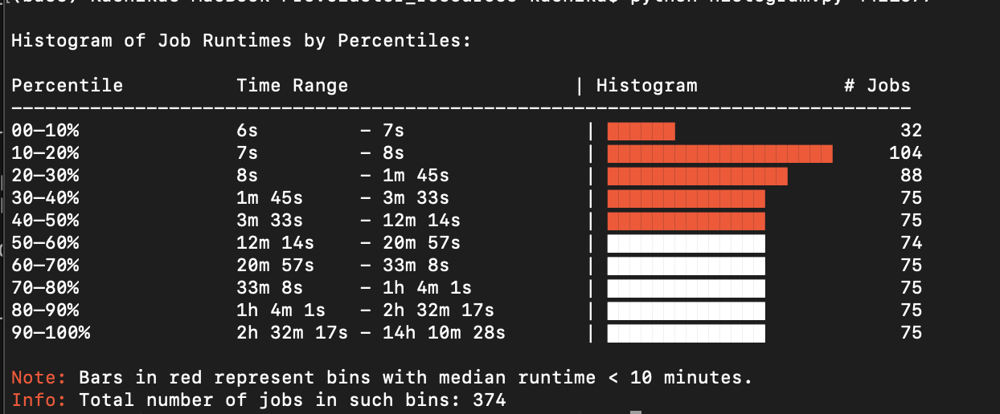 Histogram of Job Runtimes by Percentiles:
Percentile Time Range | Histogram # Jobs
00-10% 6s - 7s | 32
10-20% 7s - 8s | 104
20-30% 8s - 1m 45s | 88
30-40% 1m 45s - 3m 33s | 75
40-50% 3m 33s - 12m 14s | 75
50-60% 12m 14s - 20m 57s | 74
60-70% 20m 57s - 33m 8s | 75
70-80% 33m 8s - 1h 4m 1s | 75
80-90% 1h 4m 1s - 2h 32m 17s | 75
90-100% 2h 32m 17s - 14h 10m 28s | 75
Note: Bars in red represent bins with median runtime < 10 minutes.
Info: Total number of jobs in such bins: 374